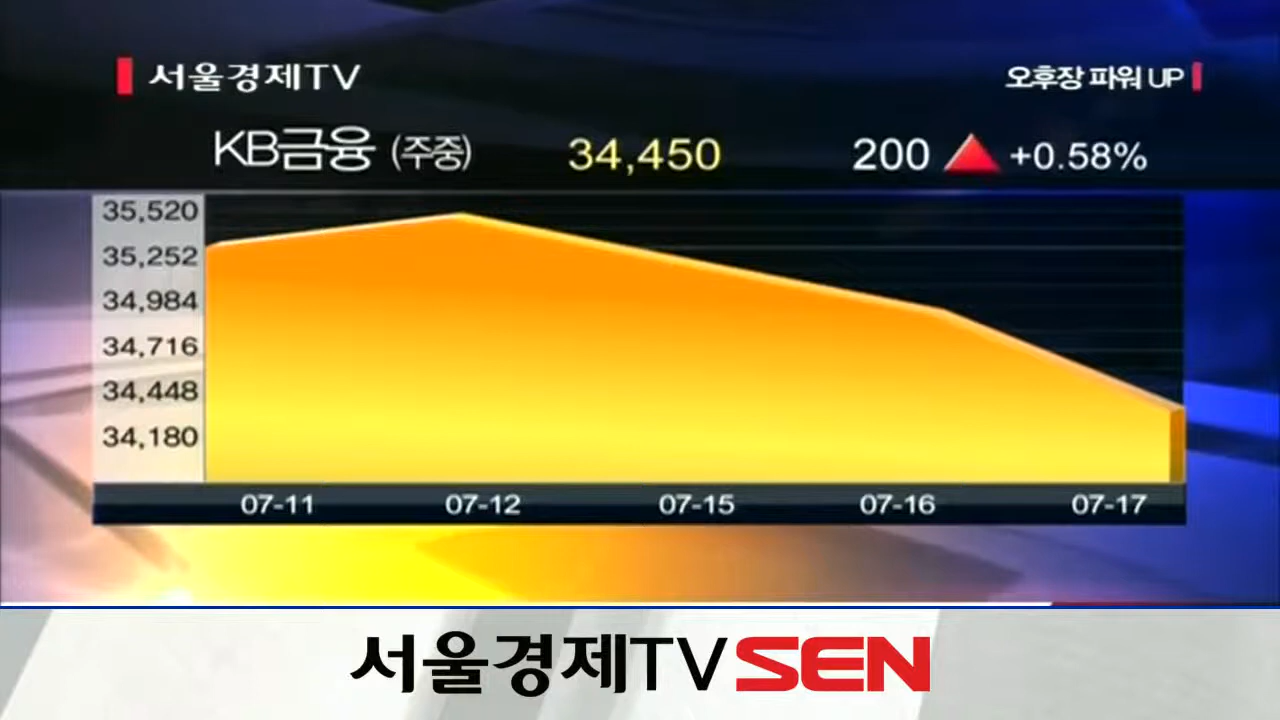 서울경제TV
오후장 파워 UP
KB금융 (주중) 34,450 200 ▲ +0.58%
35,520
35,252
34,984
34,716
34,448
34,180
07-11 07-12 07-15 07-16 07-17
서울경제TV SEN